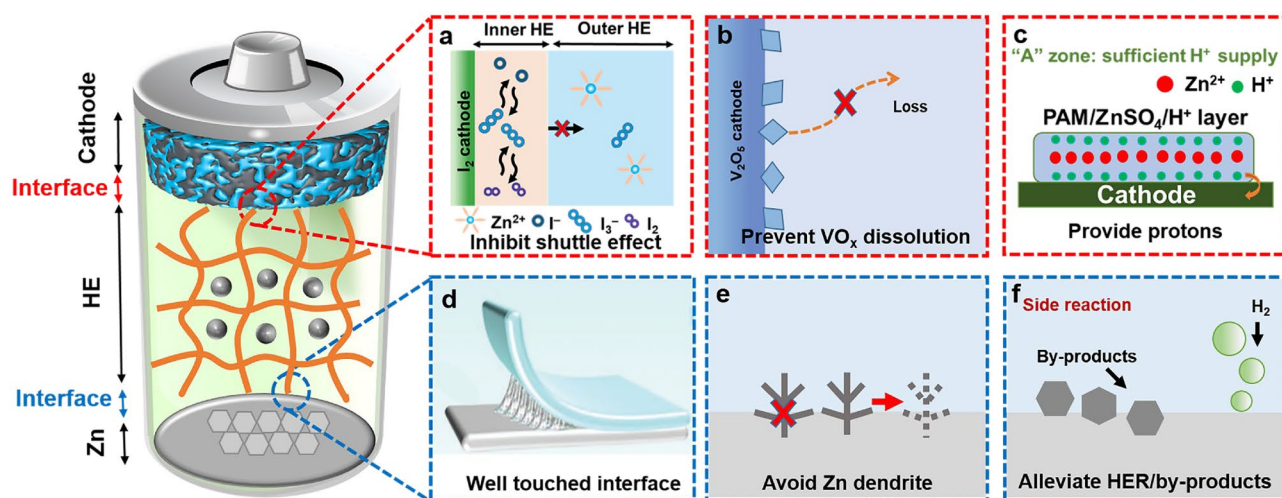 Cathode
Interface
HE
Interface
Zn
a
Inner HE
Outer HE
I₂ cathode
Zn²⁺ I⁻ I₃⁻ I₂
Inhibit shuttle effect
b
V₂O₅ cathode
Loss
Prevent VOₓ dissolution
c
“A” zone: sufficient H⁺ supply
Zn²⁺ H⁺
PAM/ZnSO₄/H⁺ layer
Cathode
Provide protons
d
Well touched interface
e
Avoid Zn dendrite
f
Side reaction
H₂
By-products
Alleviate HER/by-products